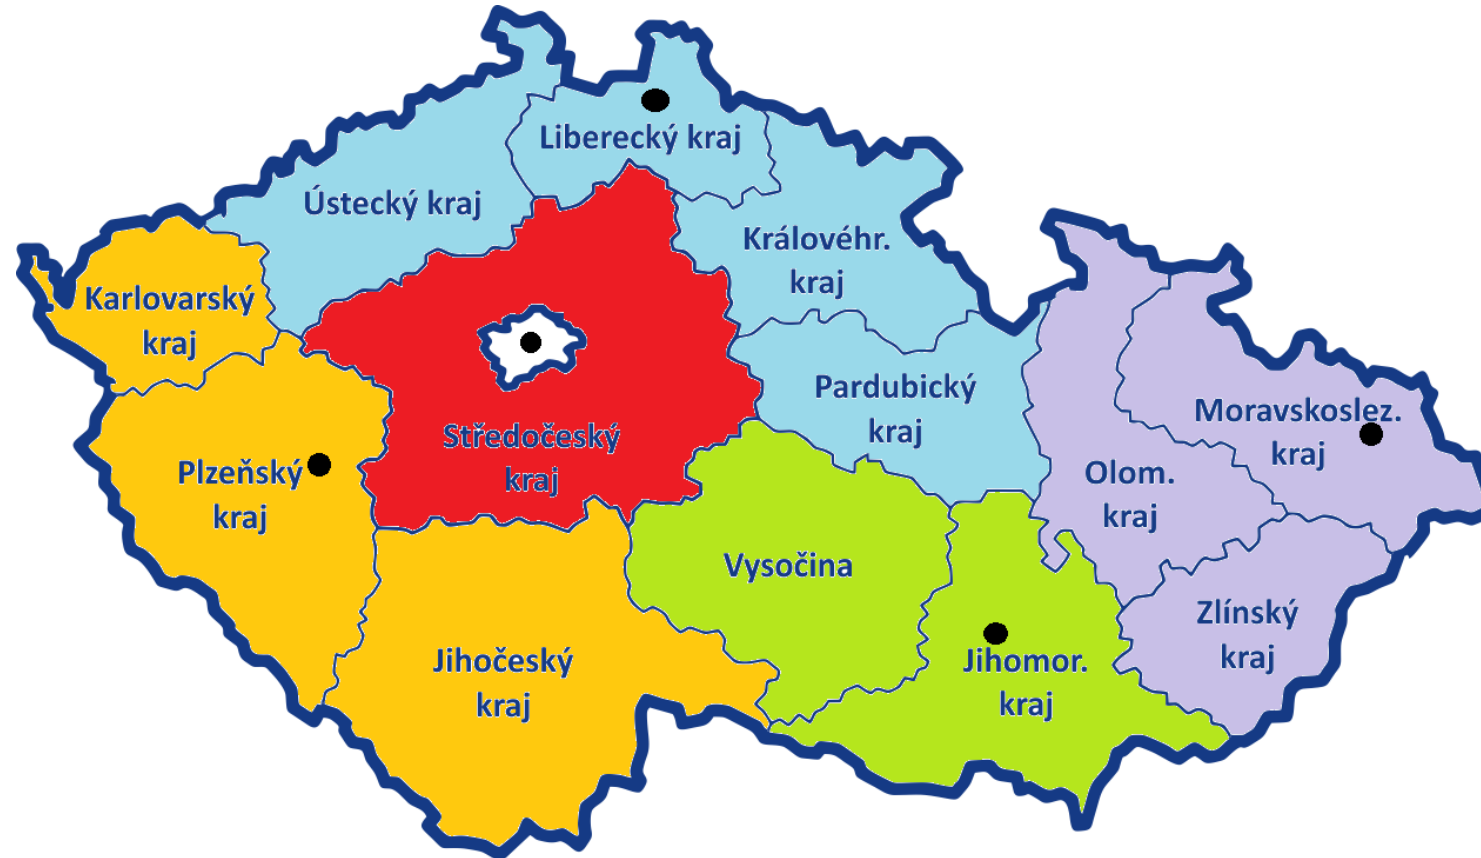 Liberecký kraj
Ústecký kraj
Královéhr.
kraj
Karlovarský
kraj
Pardubický
kraj
Moravskoslez.
kraj
Středočeský
kraj
Plzeňský
kraj
Olom.
kraj
Vysočina
Zlínský
kraj
Jihočeský
kraj
Jihomor.
kraj